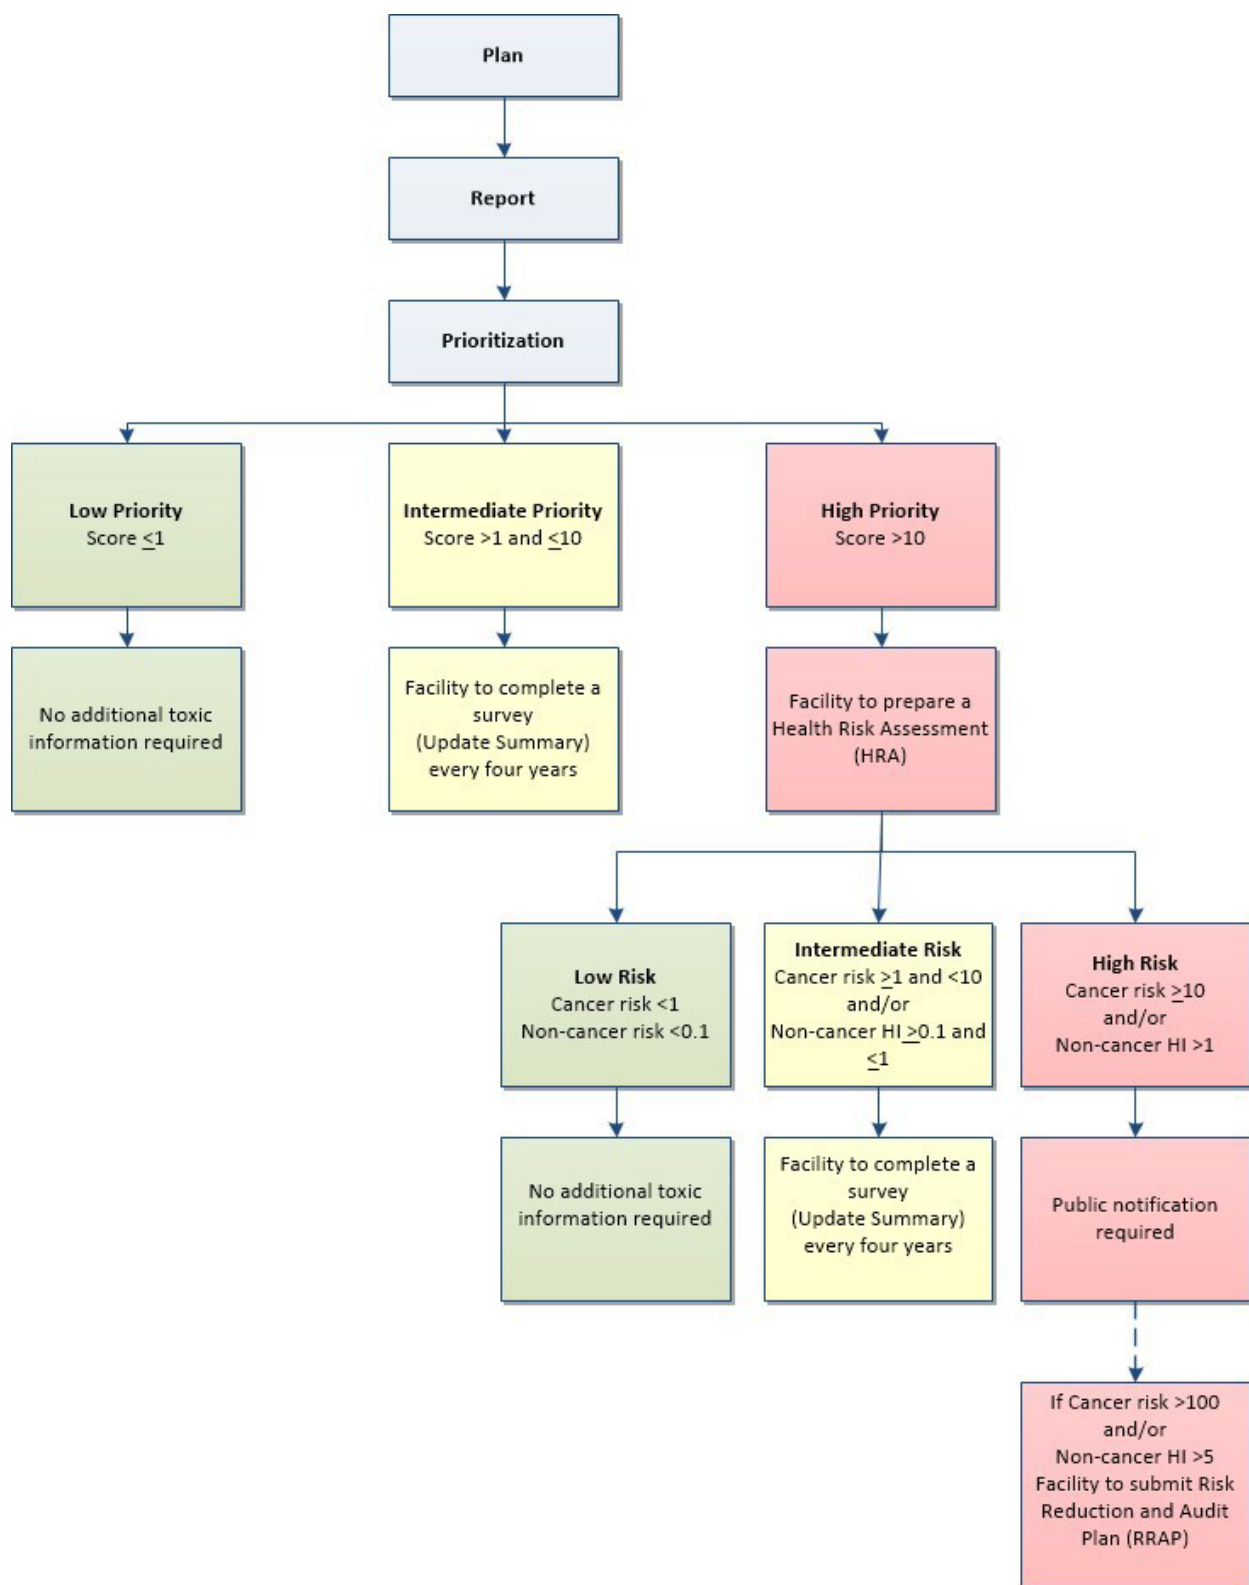 Plan
Report
Prioritization
Low Priority
Score <1
Intermediate Priority
Score >1 and <10
High Priority
Score >10
No additional toxic
information required
Facility to complete a
survey
(Update Summary)
every four years
Facility to prepare a
Health Risk Assessment
(HRA)
Low Risk
Cancer risk <1
Non-cancer risk <0.1
Intermediate Risk
Cancer risk >1 and <10
and/or
Non-cancer HI >0.1 and
<1
High Risk
Cancer risk >10
and/or
Non-cancer HI >1
No additional toxic
information required
Facility to complete a
survey
(Update Summary)
every four years
Public notification
required
If Cancer risk >100
and/or
Non-cancer HI >5
Facility to submit Risk
Reduction and Audit
Plan (RRAP)